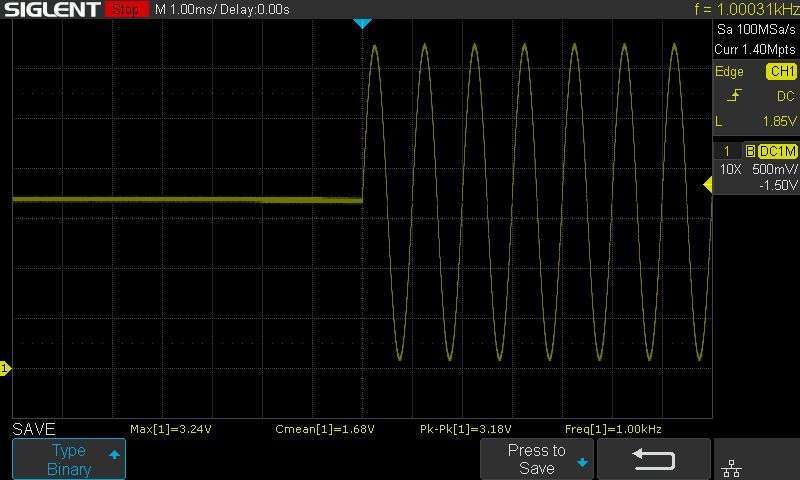 SIGLENT Stop M 1.00ms/ Delay:0.00s f = 1.00031kHz
Sa 100MSa/s
Curr 1.40Mpts
Edge CH1
DC
L 1.85V
1 B DC1M
10X 500mV/
-1.50V
1
SAVE Max[1]=3.24V Cmean[1]=1.68V Pk-Pk[1]=3.18V Freq[1]=1.00kHz
Type
Binary
Press to
Save